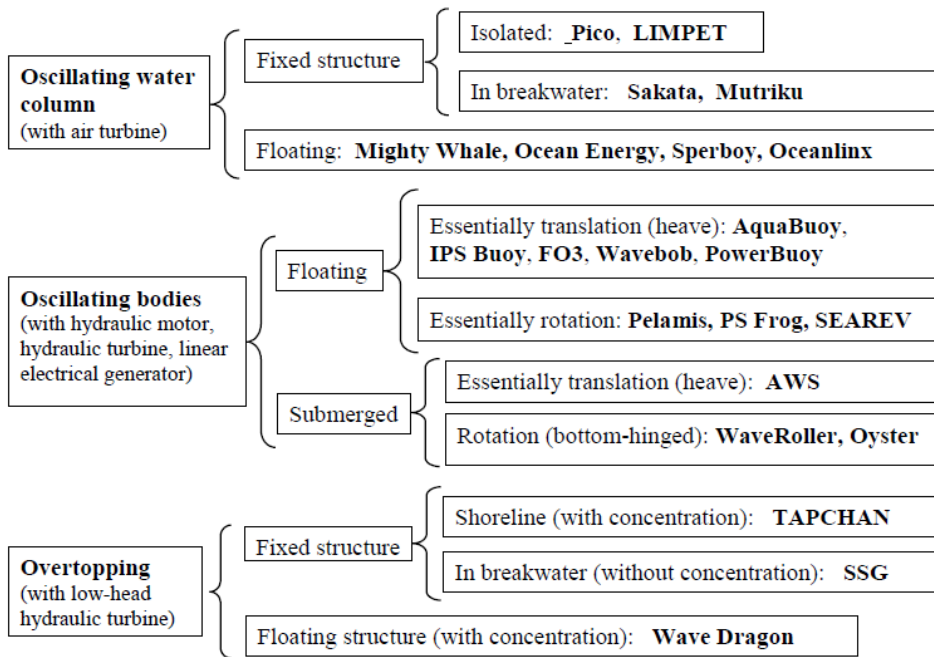 Oscillating water
column
(with air turbine)
Fixed structure
Isolated: _Pico, LIMPET
In breakwater: Sakata, Mutriku
Floating: Mighty Whale, Ocean Energy, Sperboy, Oceanlinx
Oscillating bodies
(with hydraulic motor,
hydraulic turbine, linear
electrical generator)
Floating
Essentially translation (heave): AquaBuoy,
IPS Buoy, FO3, Wavebob, PowerBuoy
Essentially rotation: Pelamis, PS Frog, SEAREV
Submerged
Essentially translation (heave): AWS
Rotation (bottom-hinged): WaveRoller, Oyster
Overtopping
(with low-head
hydraulic turbine)
Fixed structure
Shoreline (with concentration): TAPCHAN
In breakwater (without concentration): SSG
Floating structure (with concentration): Wave Dragon